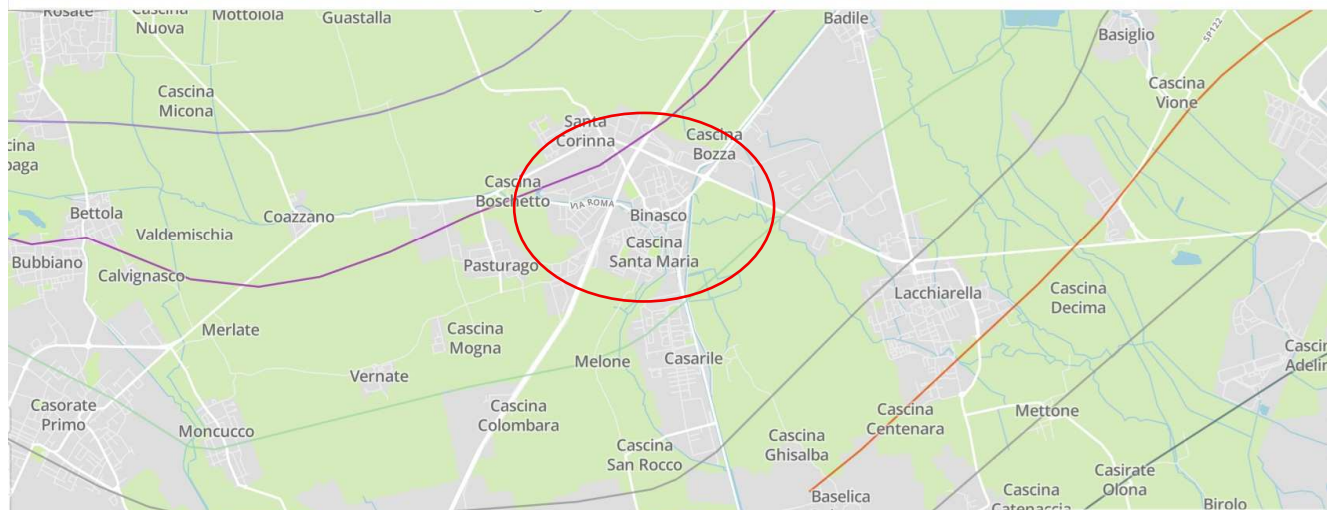 Rosate
Cascina
Nuova
Mottoiola
Guastalla
Badile
Basiglio
SP122
Cascina
Micona
Cascina
Vione
Santa
Corinna
Cascina
Bozza
Cascina
Boschetto
VIA ROMA
Bettola
Coazzano
Binasco
Valdemischia
Cascina
Santa Maria
Bubbiano
Calvignasco
Pasturago
Lacchiarella
Cascina
Decima
Merlate
Cascina
Mogna
Melone
Casarile
Vernate
Casorate
Primo
Cascina
Colombara
Cascina
Centenara
Mettone
Moncucco
Cascina
San Rocco
Cascina
Ghisalba
Casirate
Olona
Baselica
Cascina
Catenaccia
Birolo